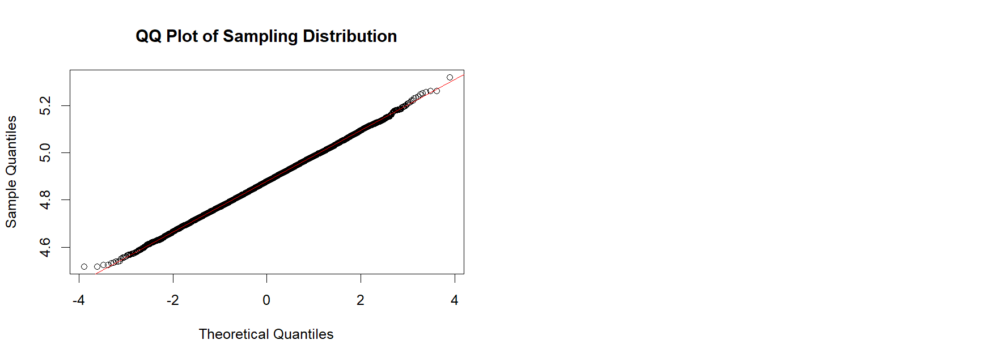 QQ Plot of Sampling Distribution
Sample Quantiles
5.2
5.0
4.8
4.6
-4 -2 0 2 4
Theoretical Quantiles